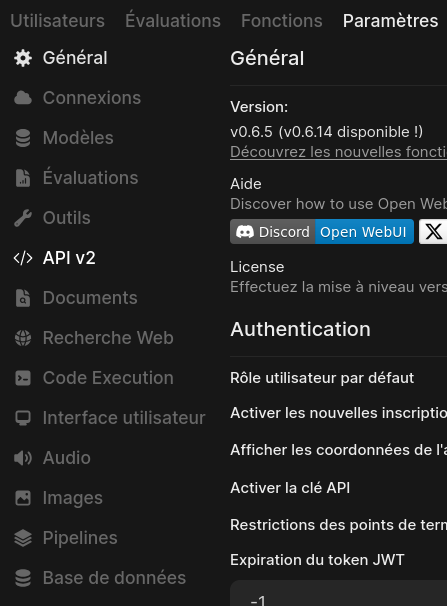 Utilisateurs Évaluations Fonctions Paramètres
Général
Connexions
Modèles
Évaluations
Outils
API v2
Documents
Recherche Web
Code Execution
Interface utilisateur
Audio
Images
Pipelines
Base de données
Général
Version:
v0.6.5 (v0.6.14 disponible !)
Découvrez les nouvelles foncti
Aide
Discover how to use Open Web
Discord Open WebUI X
License
Effectuez la mise à niveau vers
Authentication
Rôle utilisateur par défaut
Activer les nouvelles inscriptio
Afficher les coordonnées de l'a
Activer la clé API
Restrictions des points de term
Expiration du token JWT
-1